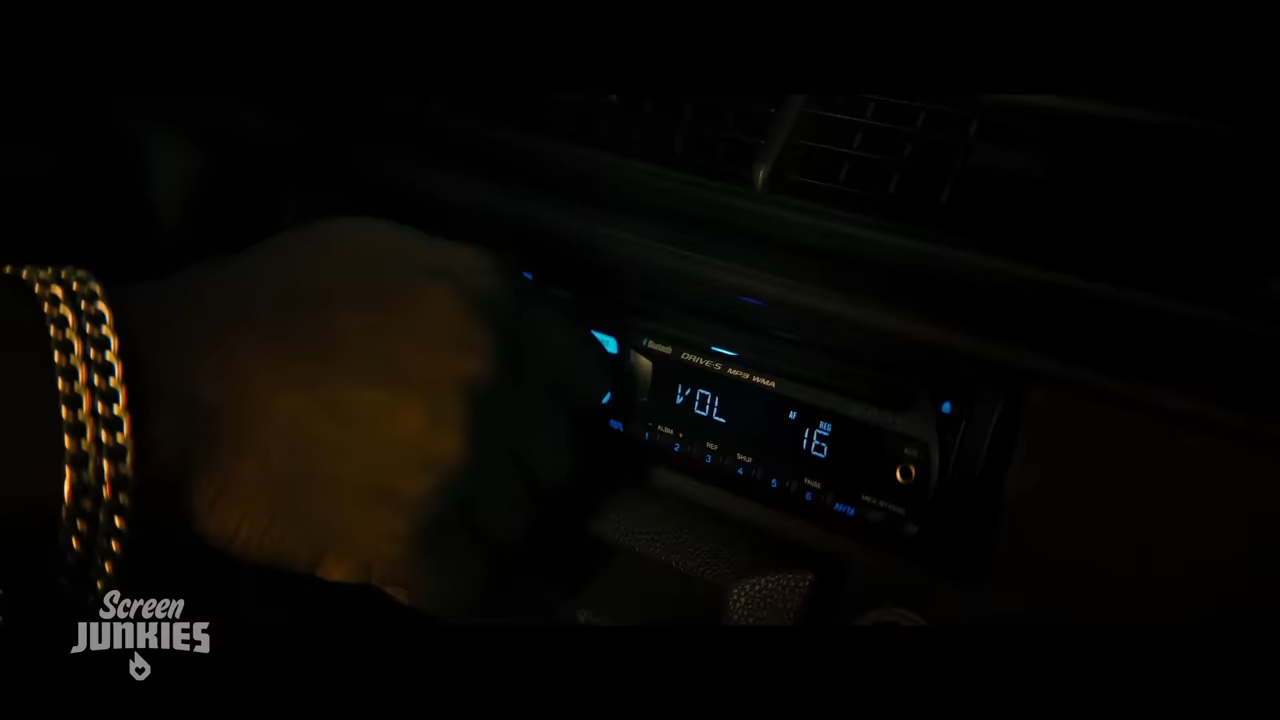 Bluetooth
DRIVE-S MP3 WMA
VOL
AF
REG
16
- ALBM +
REP
SHUF
PAUSE
1 2 3 4 5 6
Screen
JUNKIES